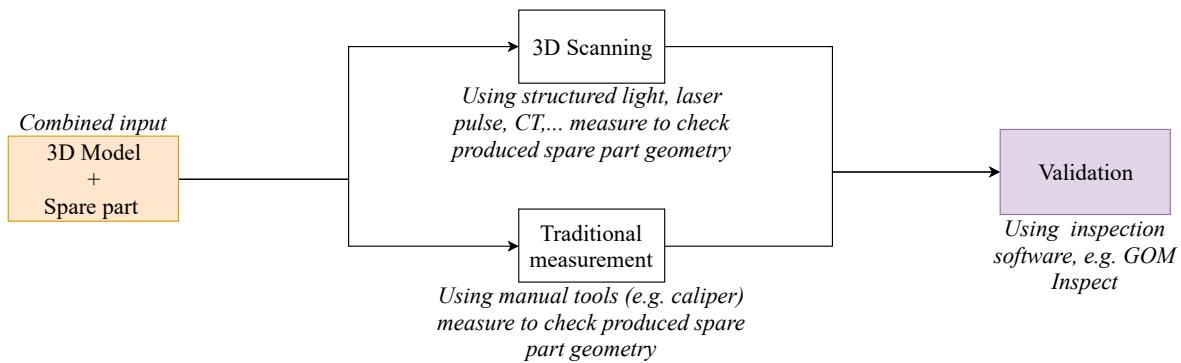 Combined input
3D Model
+
Spare part
3D Scanning
Using structured light, laser
pulse, CT,... measure to check
produced spare part geometry
Traditional
measurement
Using manual tools (e.g. caliper)
measure to check produced spare
part geometry
Validation
Using inspection
software, e.g. GOM
Inspect